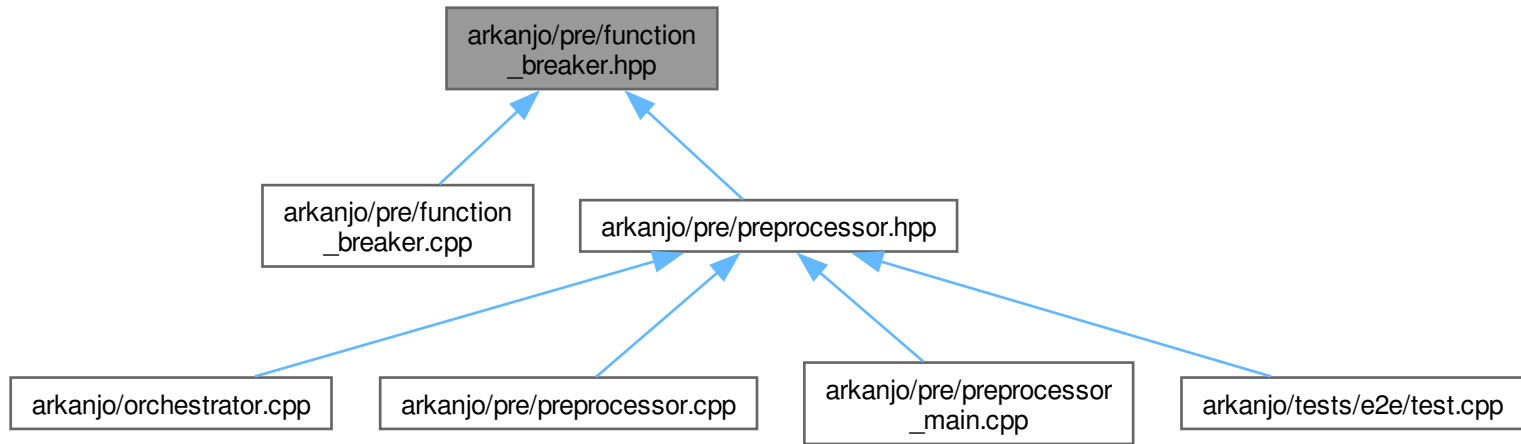 arkanjo/pre/function
_breaker.hpp
arkanjo/pre/function
_breaker.cpp
arkanjo/pre/preprocessor.hpp
arkanjo/orchestrator.cpp
arkanjo/pre/preprocessor.cpp
arkanjo/pre/preprocessor
_main.cpp
arkanjo/tests/e2e/test.cpp